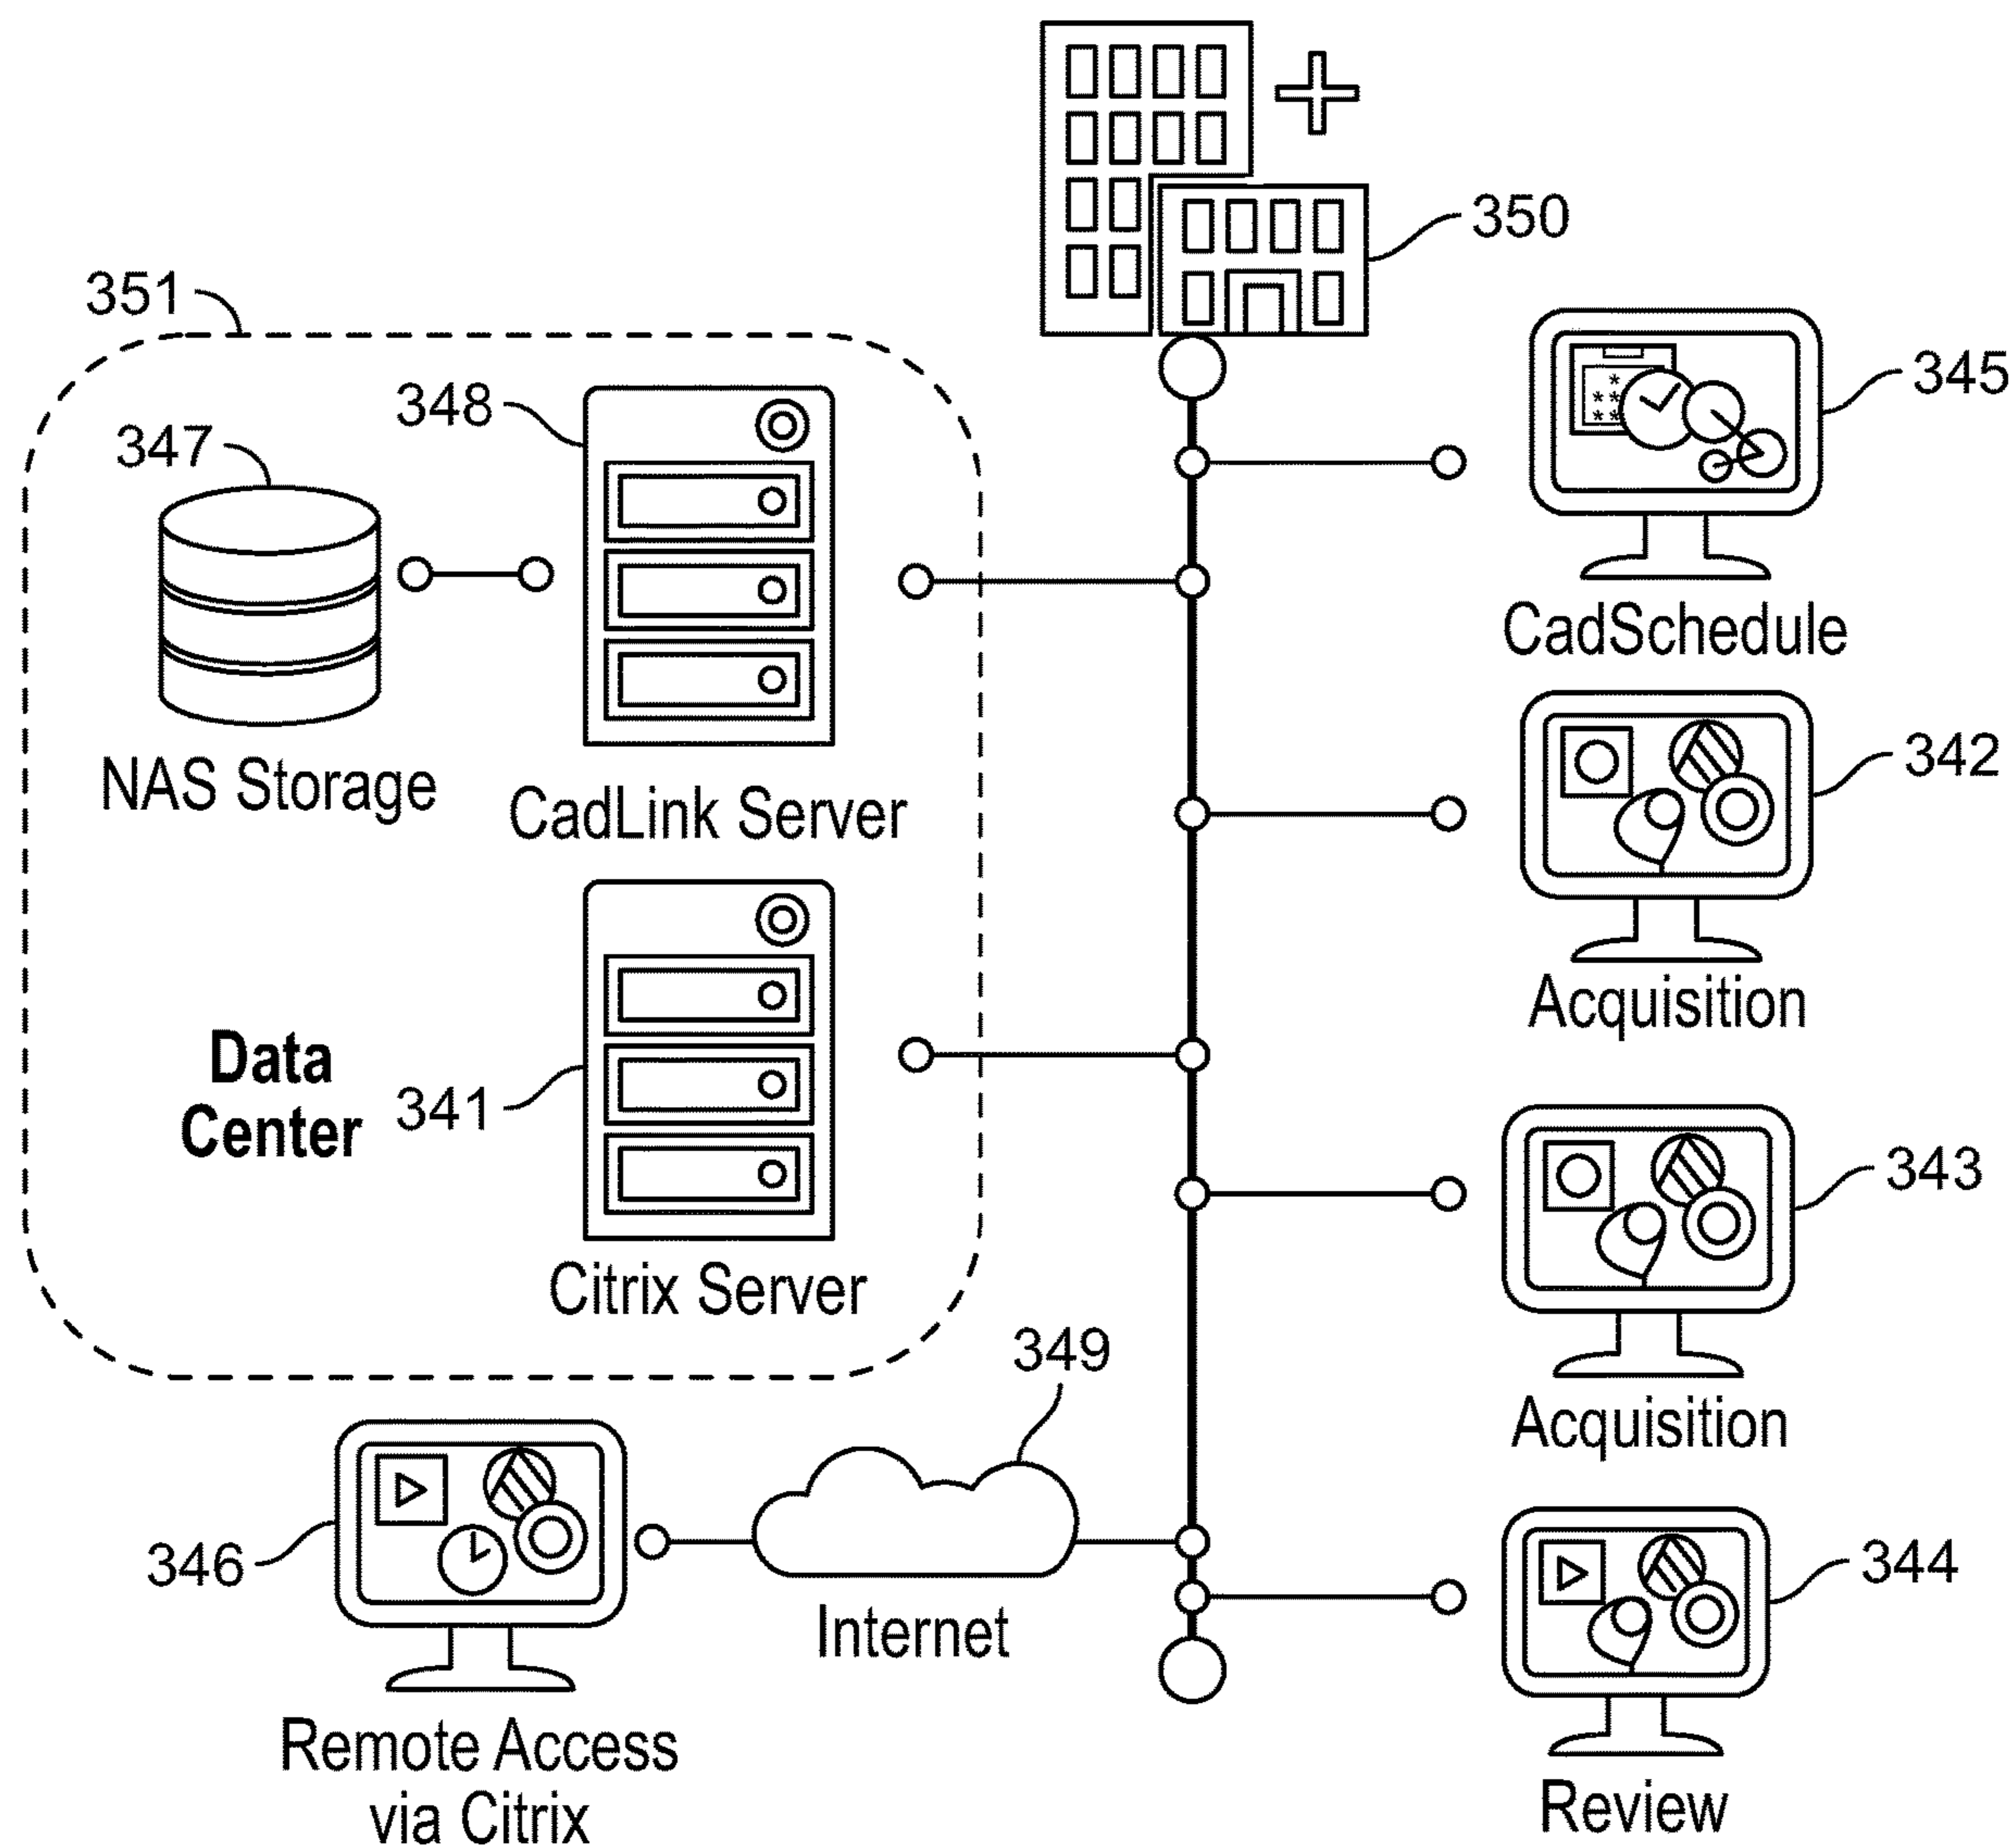 350
351
345
348
347
CadSchedule
342
NAS Storage
CadLink Server
Acquisition
Data
Center
341
343
Citrix Server
349
Acquisition
346
344
Internet
Remote Access
via Citrix
Review